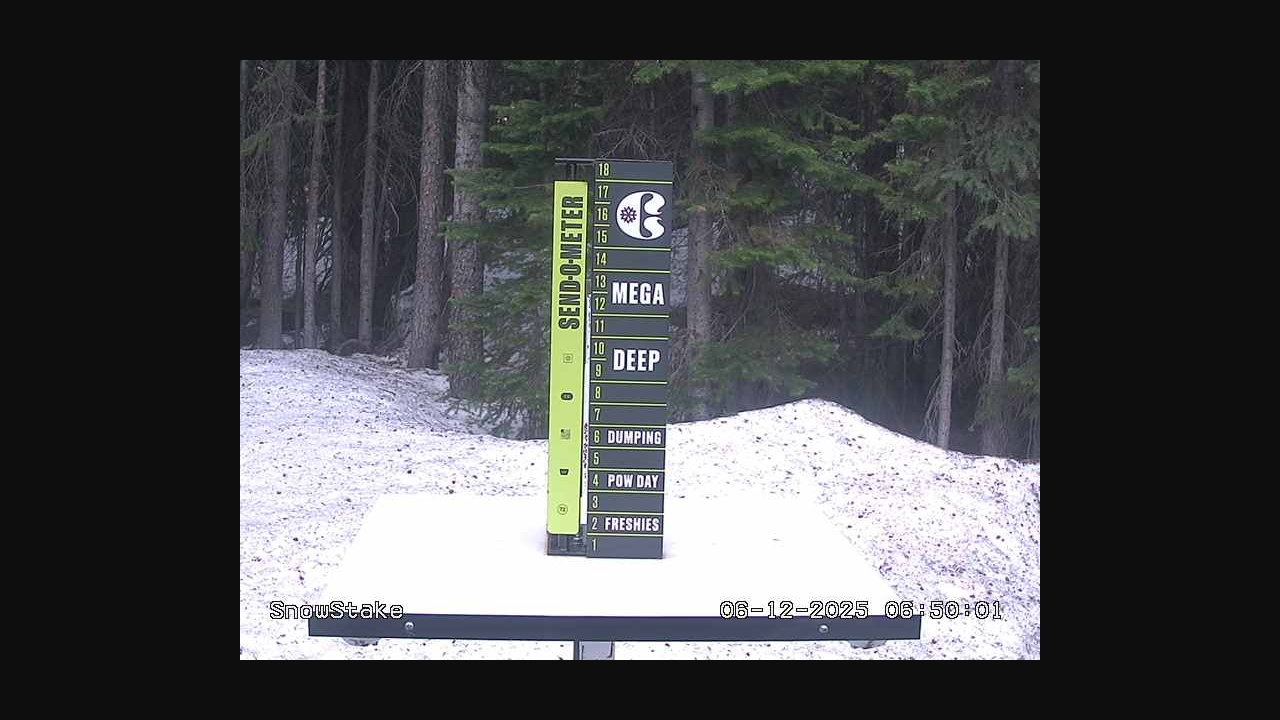 SEND-O-METER
18
17
16
15
14
13
12
MEGA
11
10
9
DEEP
8
7
6 DUMPING
5
4 POW DAY
3
2 FRESHIES
1
SnowStake
06-12-2025 06:50:01